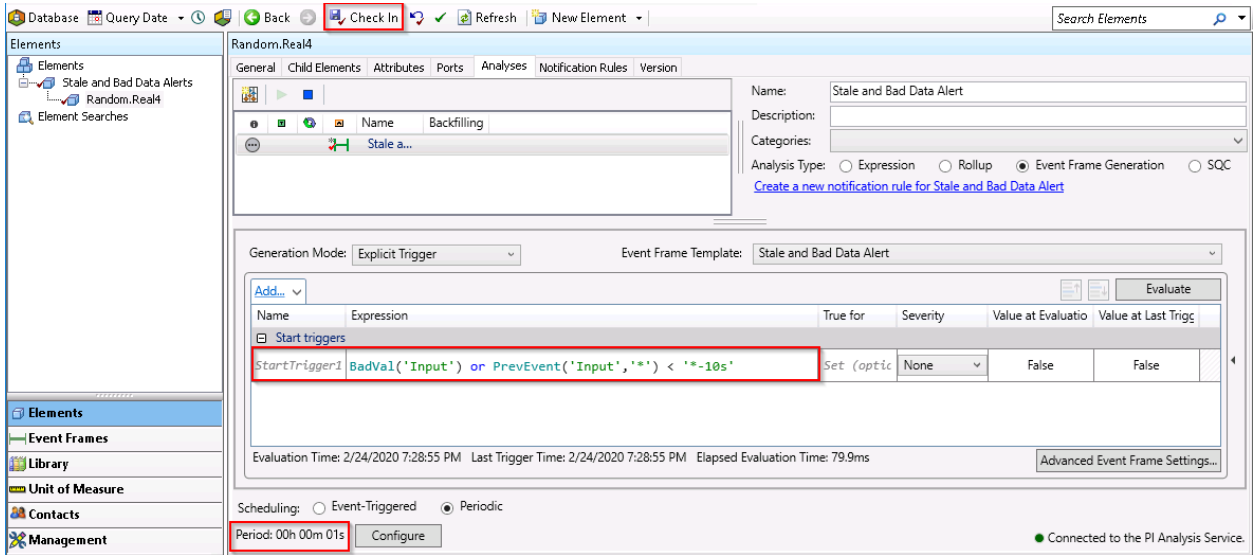 Database Query Date Back Check In Refresh New Element Search Elements
Elements
Elements
Stale and Bad Data Alerts
Random.Real4
Element Searches
Elements
Event Frames
Library
Unit of Measure
Contacts
Management
Random.Real4
General Child Elements Attributes Ports Analyses Notification Rules Version
Name Backfilling
Stale a...
Name: Stale and Bad Data Alert
Description:
Categories:
Analysis Type: Expression Rollup Event Frame Generation SQC
Create a new notification rule for Stale and Bad Data Alert
Generation Mode: Explicit Trigger Event Frame Template: Stale and Bad Data Alert
Add... Evaluate
Name Expression True for Severity Value at Evaluatio Value at Last Trigg
Start triggers
StartTrigger1 BadVal('Input') or PrevEvent('Input','*') < '*-10s' Set (optic None False False
Evaluation Time: 2/24/2020 7:28:55 PM Last Trigger Time: 2/24/2020 7:28:55 PM Elapsed Evaluation Time: 79.9ms
Advanced Event Frame Settings...
Scheduling: Event-Triggered Periodic
Period: 00h 00m 01s Configure
Connected to the PI Analysis Service.